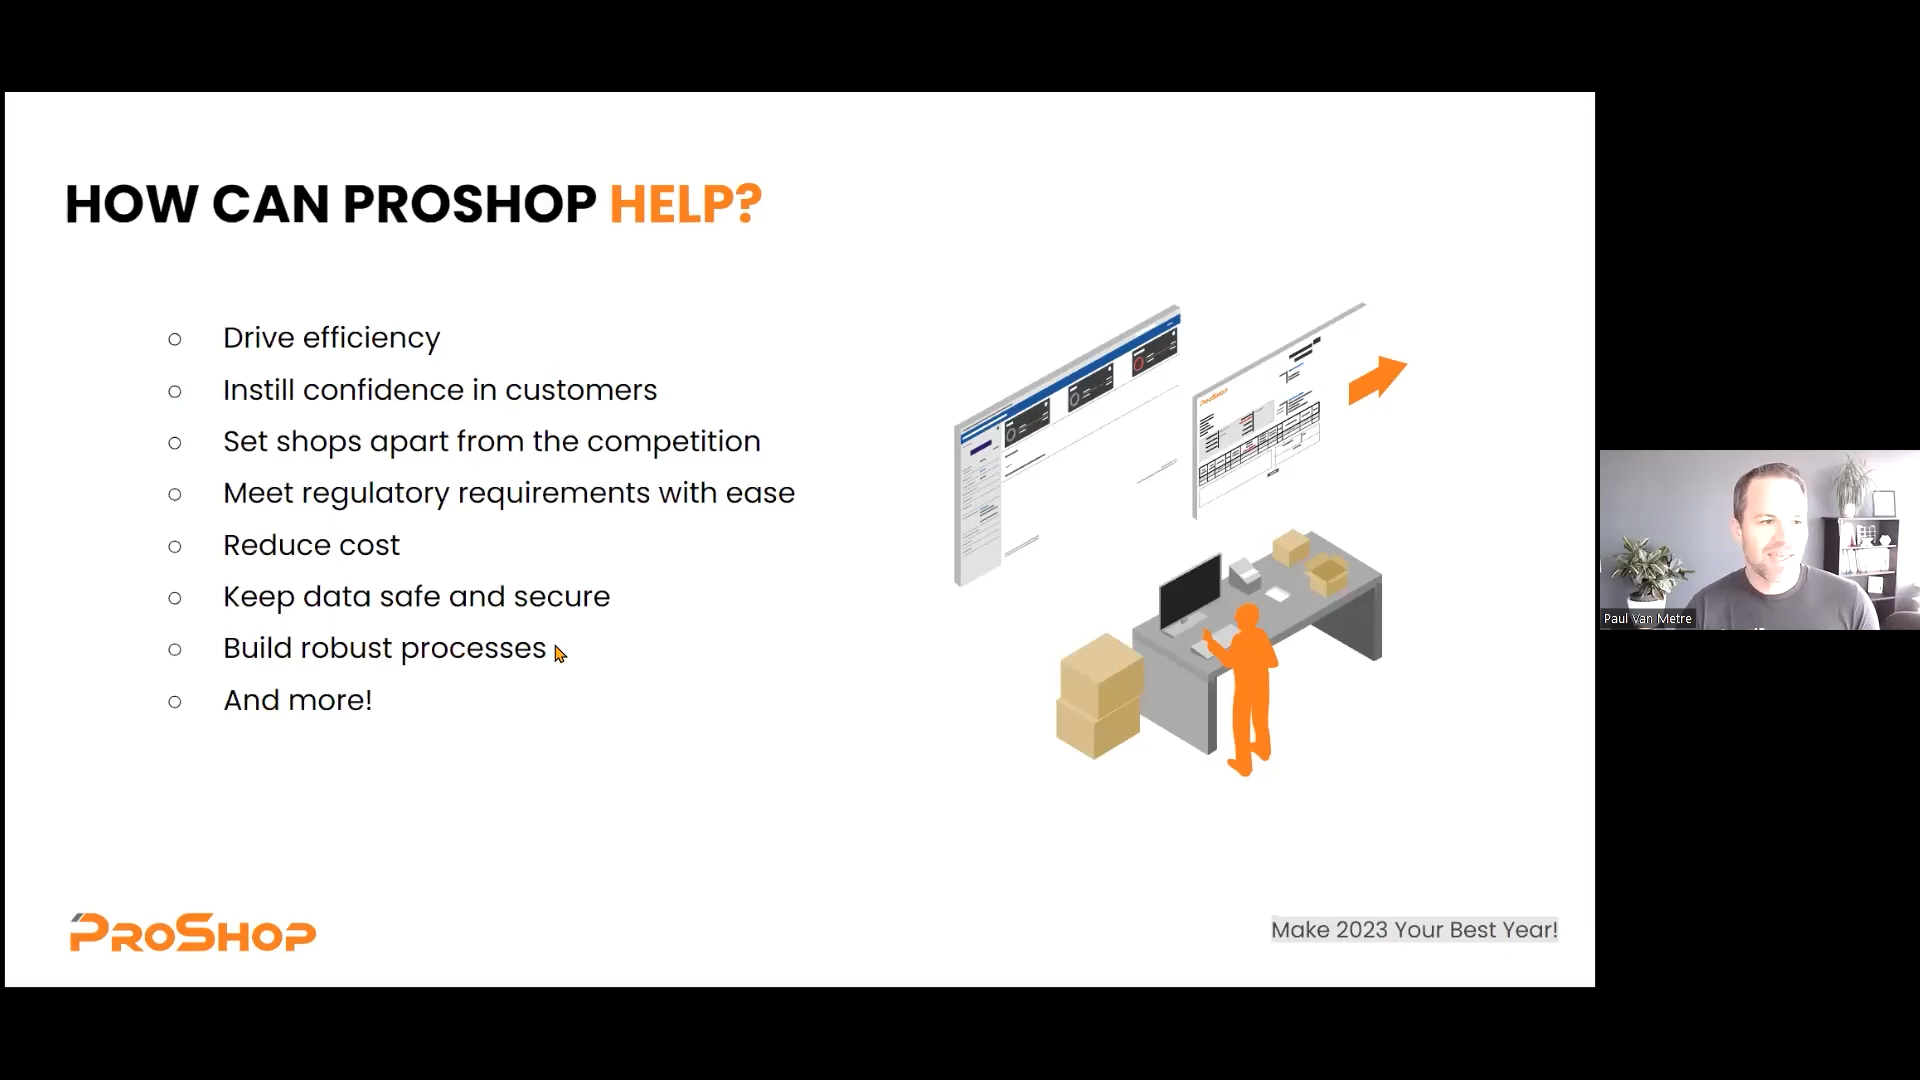 HOW CAN PROSHOP HELP?
Drive efficiency
Instill confidence in customers
Set shops apart from the competition
Meet regulatory requirements with ease
Reduce cost
Keep data safe and secure
Build robust processes
And more!
ProShop
PROSHOP
Make 2023 Your Best Year!
Paul Van Metre